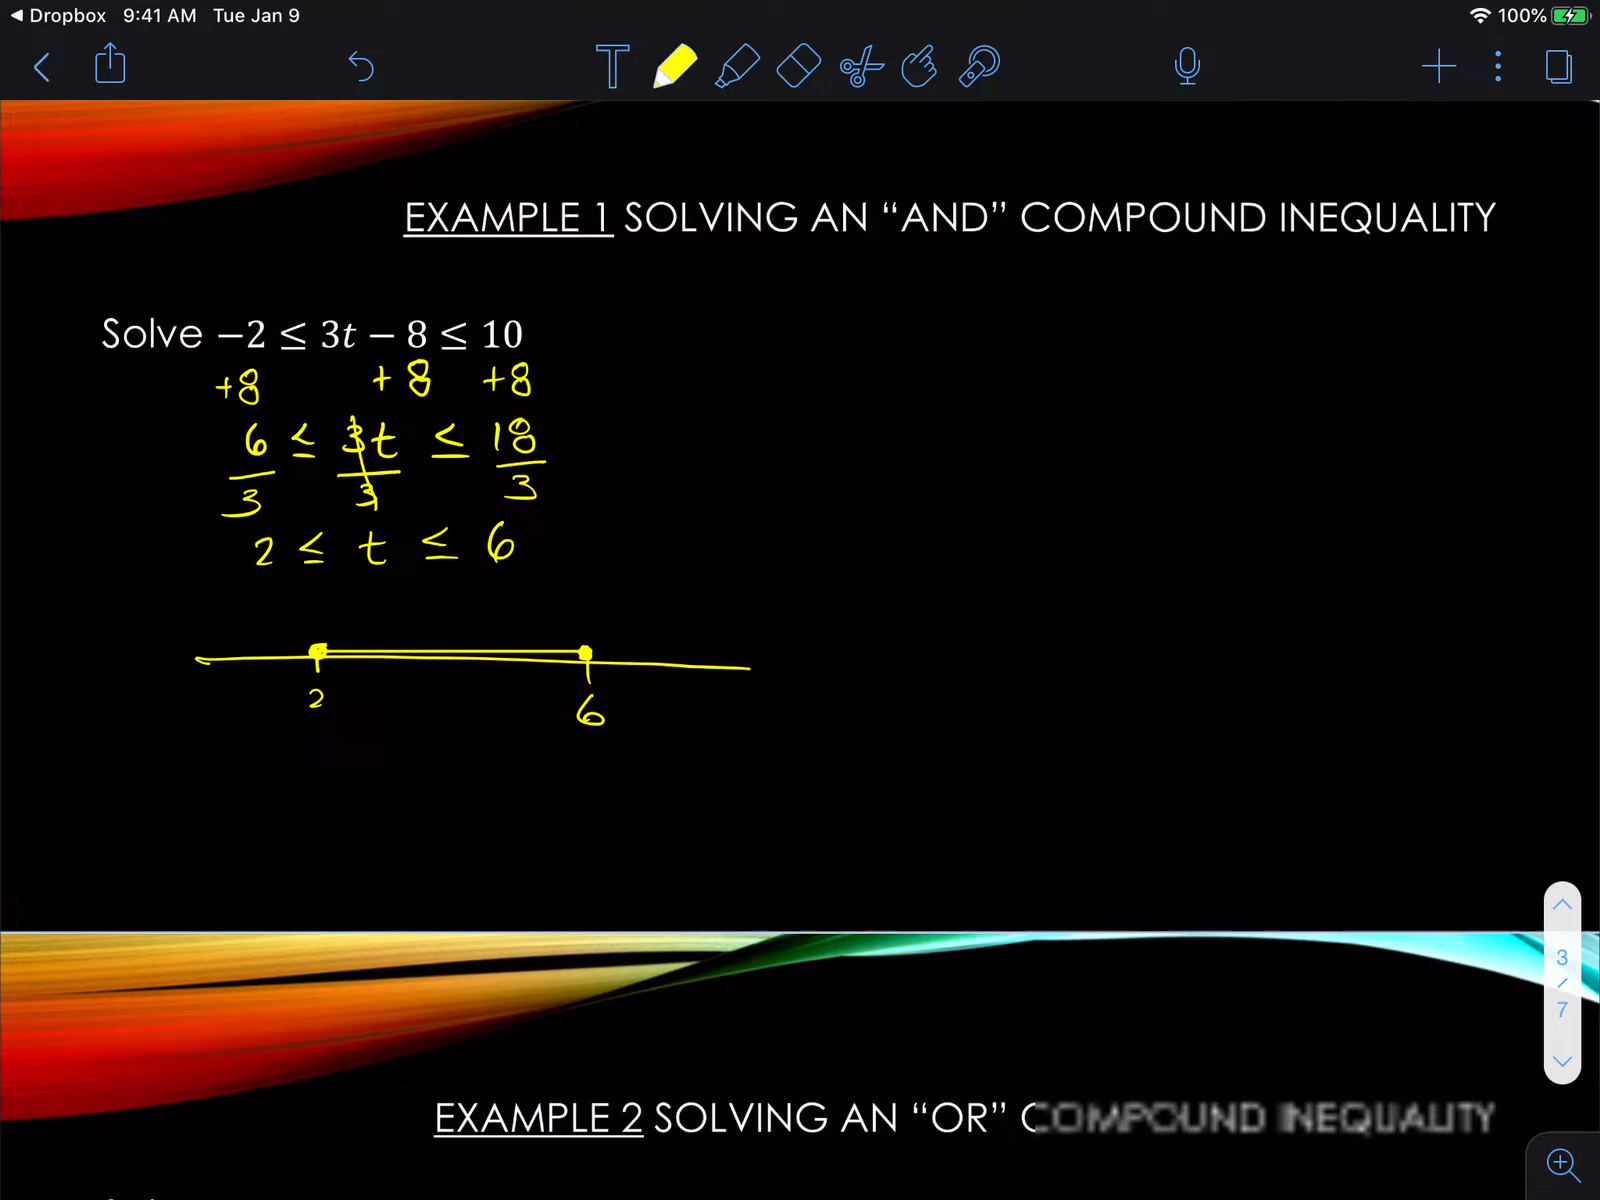 Dropbox 9:41 AM Tue Jan 9 100%
EXAMPLE 1 SOLVING AN “AND” COMPOUND INEQUALITY
Solve −2 ≤ 3t − 8 ≤ 10
+8 +8 +8
6 ≤ 3t ≤ 18
3 3 3
2 ≤ t ≤ 6
2 6
3 / 7
EXAMPLE 2 SOLVING AN “OR” COMPOUND INEQUALITY